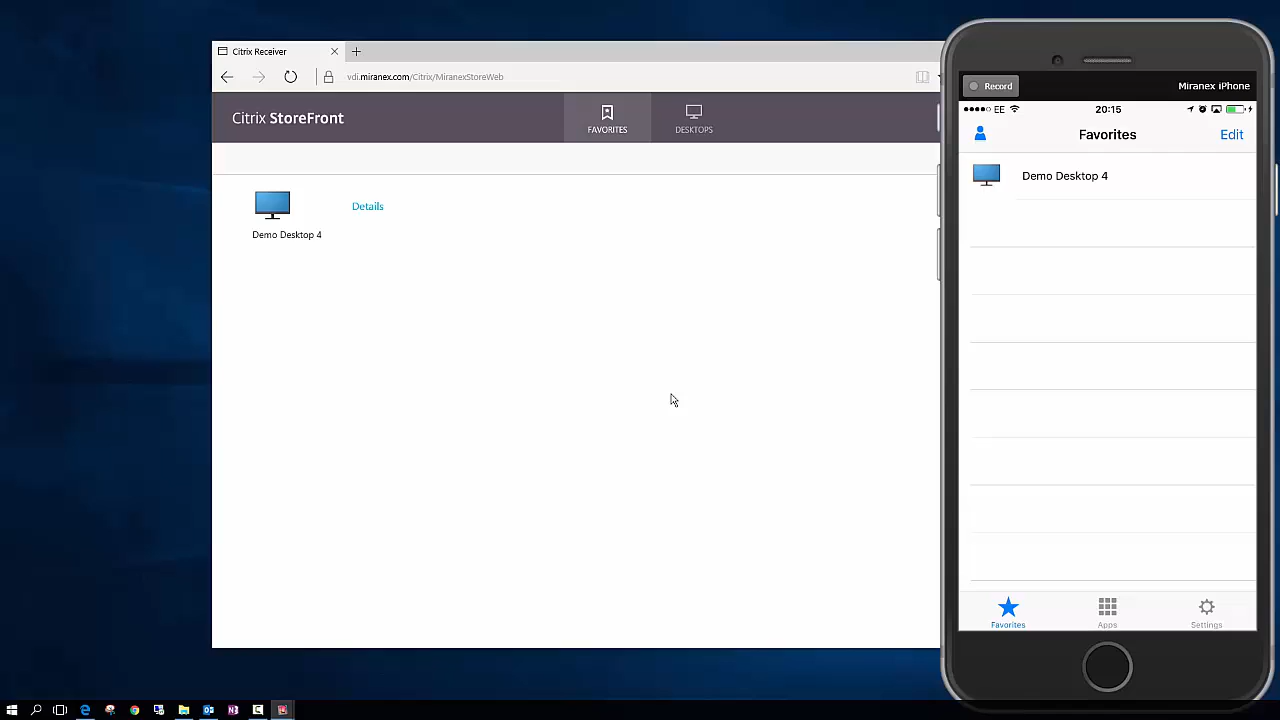 Citrix Receiver
vdi.miranex.com/Citrix/MiranexStoreWeb
Citrix StoreFront
FAVORITES
DESKTOPS
Details
Demo Desktop 4
Record
Miranex iPhone
EE
20:15
Favorites
Edit
Demo Desktop 4
Favorites
Apps
Settings